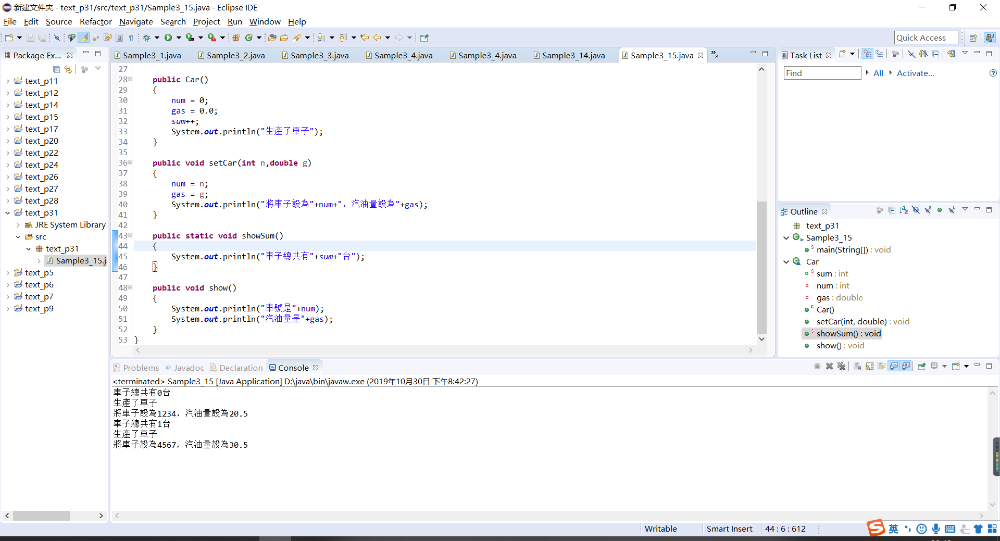 新建文件夹 - text_p31/src/text_p31/Sample3_15.java - Eclipse IDE
File Edit Source Refactor Navigate Search Project Run Window Help
Quick Access
Package Ex...
text_p11
text_p12
text_p14
text_p15
text_p17
text_p20
text_p22
text_p24
text_p26
text_p27
text_p28
text_p31
JRE System Library
src
text_p31
Sample3_15.j
text_p5
text_p6
text_p7
text_p9
Sample3_1.java Sample3_2.java Sample3_3.java Sample3_4.java Sample3_4.java Sample3_14.java Sample3_15.java »8
27
28 public Car()
29 {
30 num = 0;
31 gas = 0.0;
32 sum++;
33 System.out.println("生產了車子");
34 }
35
36 public void setCar(int n,double g)
37 {
38 num = n;
39 gas = g;
40 System.out.println("將車子設為"+num+"，汽油量設為"+gas);
41 }
42
43 public static void showSum()
44 {
45 System.out.println("車子總共有"+sum+"台");
46 }
47
48 public void show()
49 {
50 System.out.println("車號是"+num);
51 System.out.println("汽油量是"+gas);
52 }
53 }
Task List
Find All Activate...
Outline
text_p31
Sample3_15
main(String[]) : void
Car
sum : int
num : int
gas : double
Car()
setCar(int, double) : void
showSum() : void
show() : void
Problems @ Javadoc Declaration Console
<terminated> Sample3_15 [Java Application] D:\java\bin\javaw.exe (2019年10月30日 下午8:42:27)
車子總共有0台
生產了車子
將車子設為1234，汽油量設為20.5
車子總共有1台
生產了車子
將車子設為4567，汽油量設為30.5
Writable Smart Insert 44 : 6 : 612
S 英